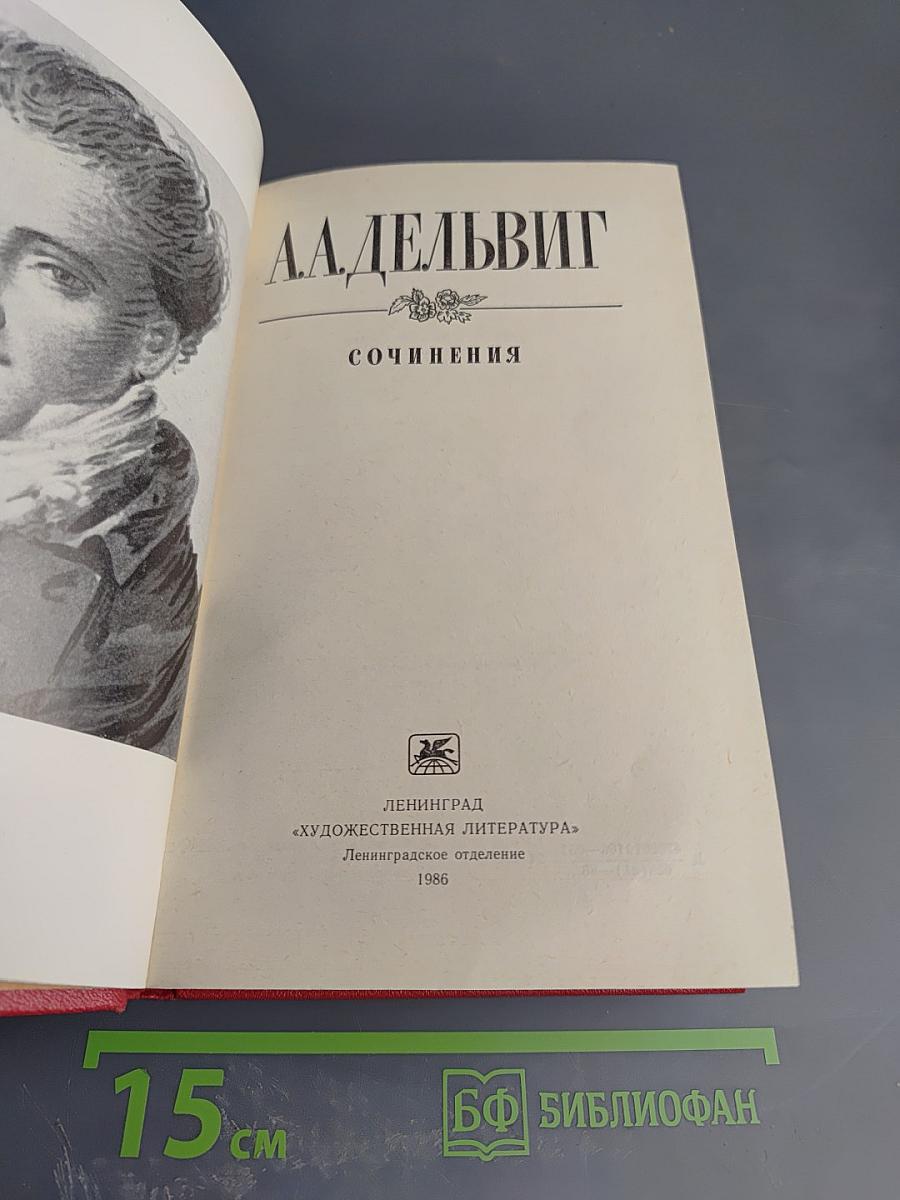 А.А.ДЕЛЬВИГ
СОЧИНЕНИЯ
ЛЕНИНГРАД
«ХУДОЖЕСТВЕННАЯ ЛИТЕРАТУРА»
Ленинградское отделение
1986
15 см
БФ БИБЛИОФАН